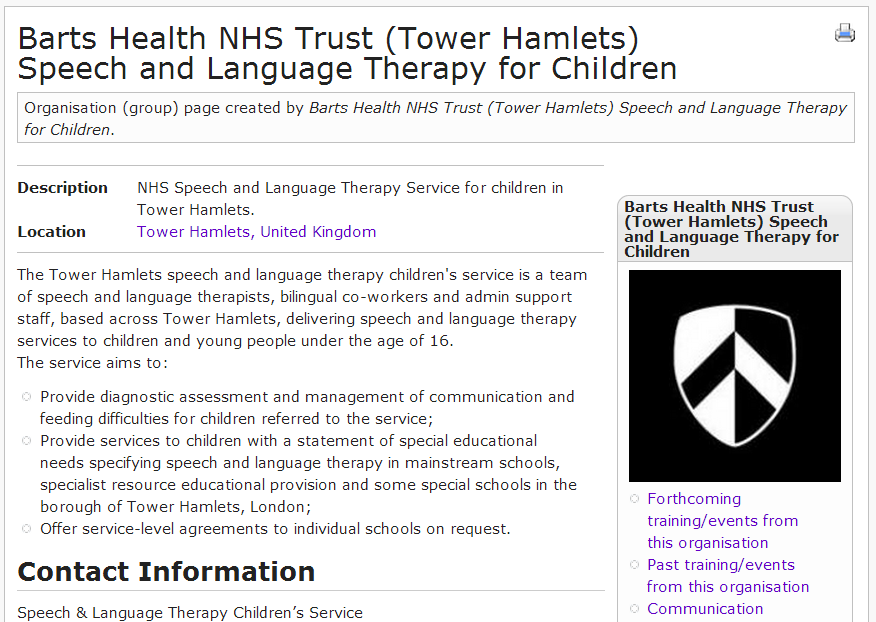 Barts Health NHS Trust (Tower Hamlets)
Speech and Language Therapy for Children
Organisation (group) page created by Barts Health NHS Trust (Tower Hamlets) Speech and Language Therapy
for Children.
Description NHS Speech and Language Therapy Service for children in
Tower Hamlets.
Location Tower Hamlets, United Kingdom
The Tower Hamlets speech and language therapy children's service is a team
of speech and language therapists, bilingual co-workers and admin support
staff, based across Tower Hamlets, delivering speech and language therapy
services to children and young people under the age of 16.
The service aims to:
Provide diagnostic assessment and management of communication and
feeding difficulties for children referred to the service;
Provide services to children with a statement of special educational
needs specifying speech and language therapy in mainstream schools,
specialist resource educational provision and some special schools in the
borough of Tower Hamlets, London;
Offer service-level agreements to individual schools on request.
Contact Information
Speech & Language Therapy Children’s Service
Barts Health NHS Trust
(Tower Hamlets) Speech
and Language Therapy for
Children
Forthcoming
training/events from
this organisation
Past training/events
from this organisation
Communication